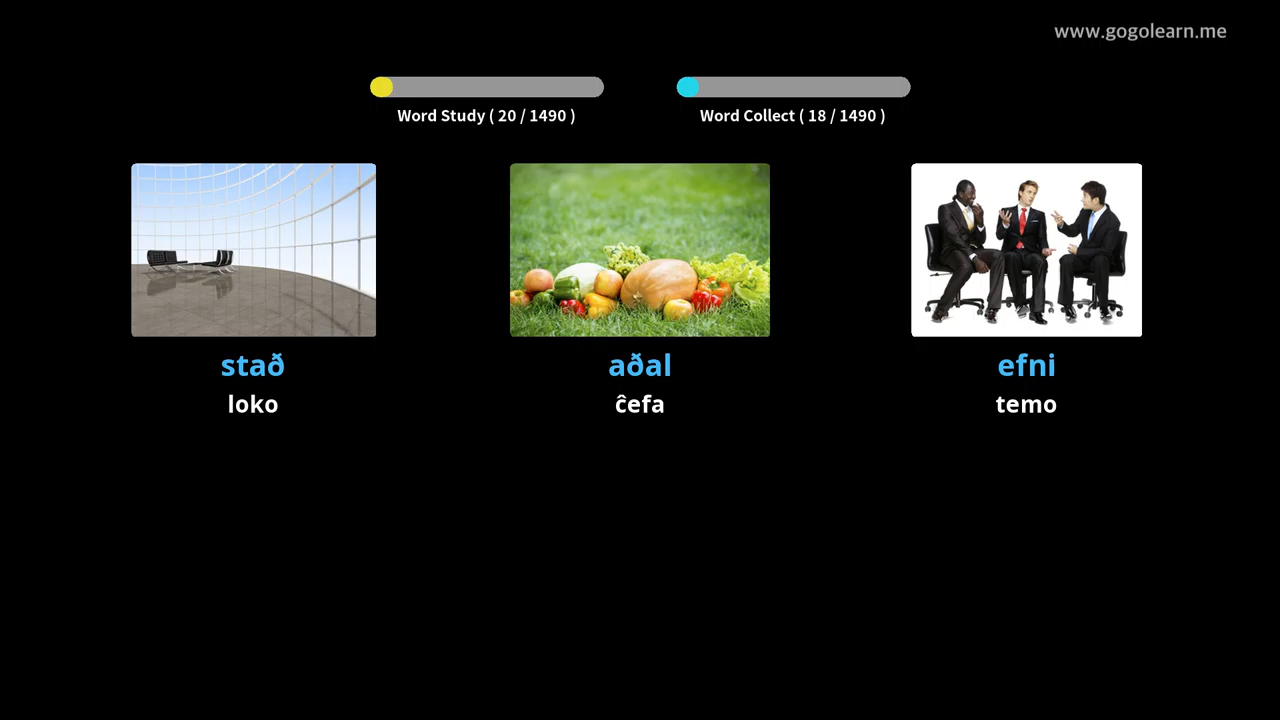 www.gogolearn.me
Word Study ( 20 / 1490 )
Word Collect ( 18 / 1490 )
stað
aðal
efni
loko
ĉefa
temo